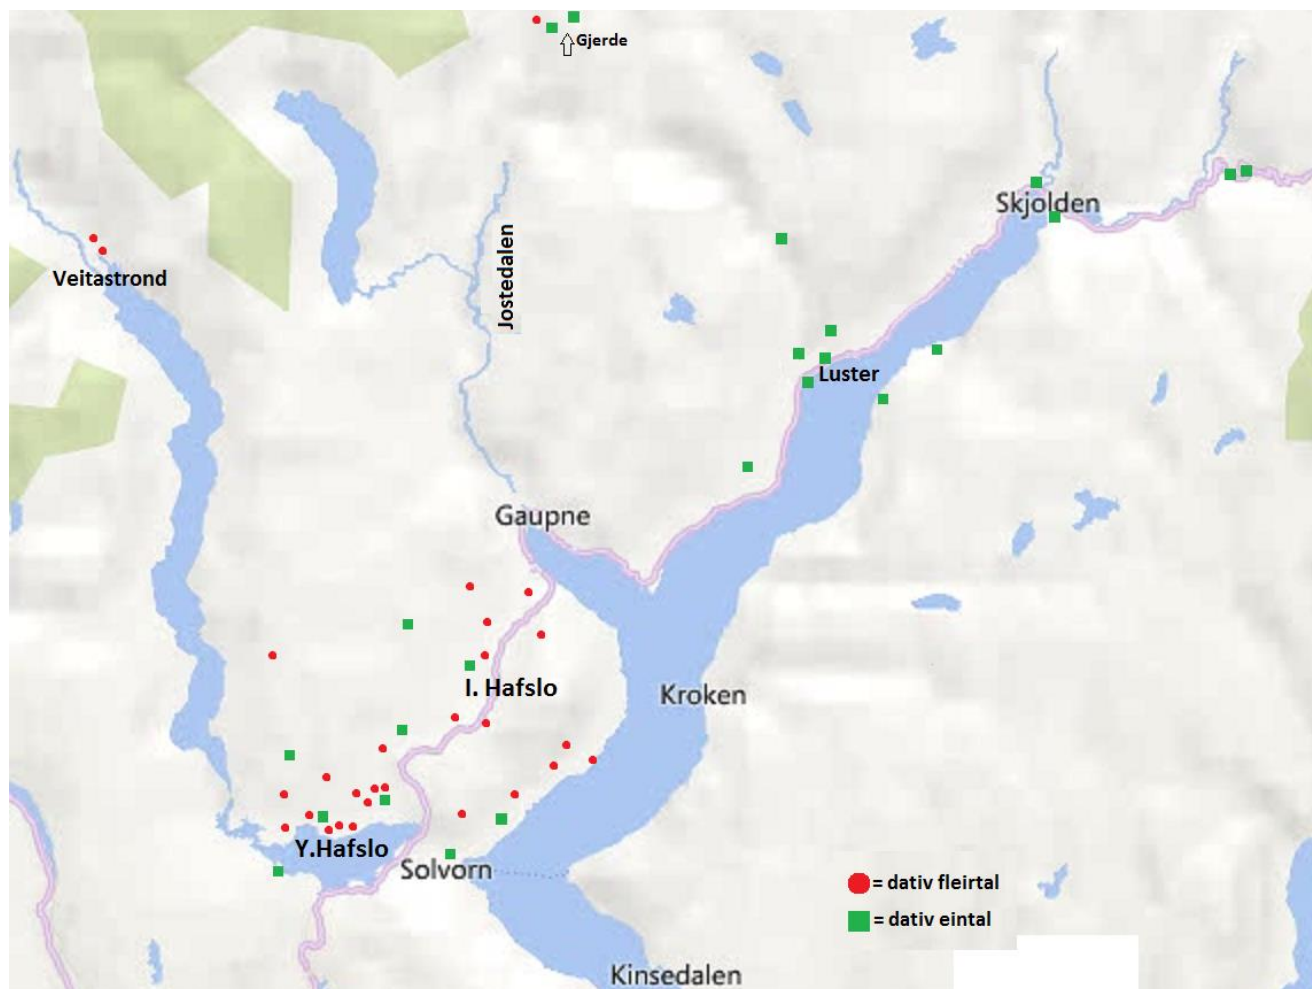 Gjerde
Skjolden
Veitastrond
Jostedalen
Luster
Gaupne
I. Hafslo
Kroken
Y.Hafslo
Solvorn
= dativ fleirtal
= dativ eintal
Kinsedalen